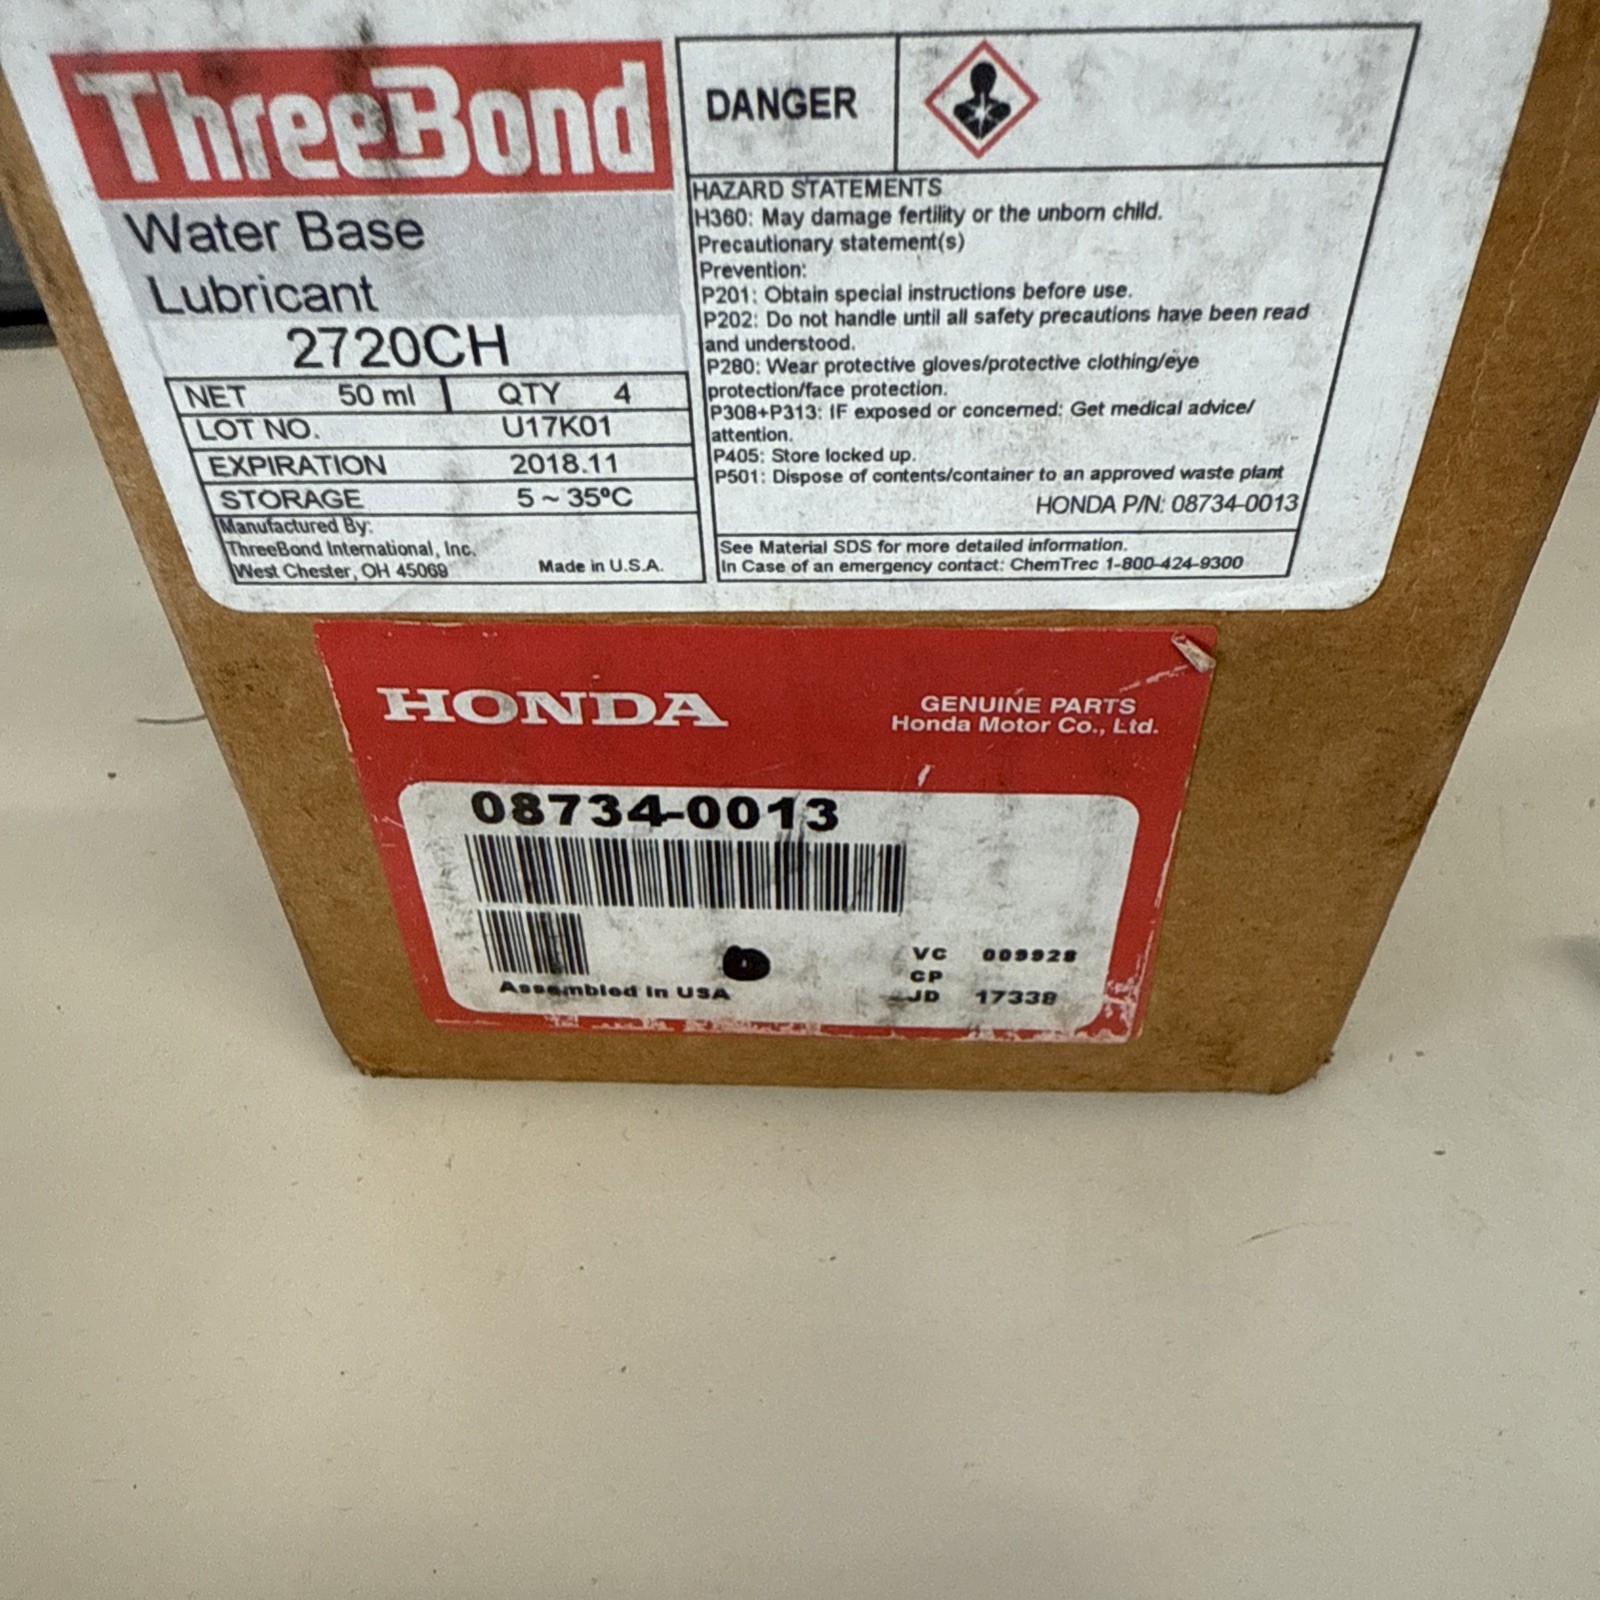 ThreeBond
Water Base
Lubricant
2720CH
NET 50 ml QTY 4
LOT NO. U17K01
EXPIRATION 2018.11
STORAGE 5 ~ 35ºC
Manufactured By:
ThreeBond International, Inc.
West Chester, OH 45069 Made in U.S.A.
DANGER
HAZARD STATEMENTS
H360: May damage fertility or the unborn child.
Precautionary statement(s)
Prevention:
P201: Obtain special instructions before use.
P202: Do not handle until all safety precautions have been read
and understood.
P280: Wear protective gloves/protective clothing/eye
protection/face protection.
P308+P313: IF exposed or concerned: Get medical advice/
attention.
P405: Store locked up.
P501: Dispose of contents/container to an approved waste plant
HONDA P/N: 08734-0013
See Material SDS for more detailed information.
In Case of an emergency contact: ChemTrec 1-800-424-9300
HONDA
GENUINE PARTS
Honda Motor Co., Ltd.
08734-0013
Assembled in USA
VC 009928
CP
JD 17338